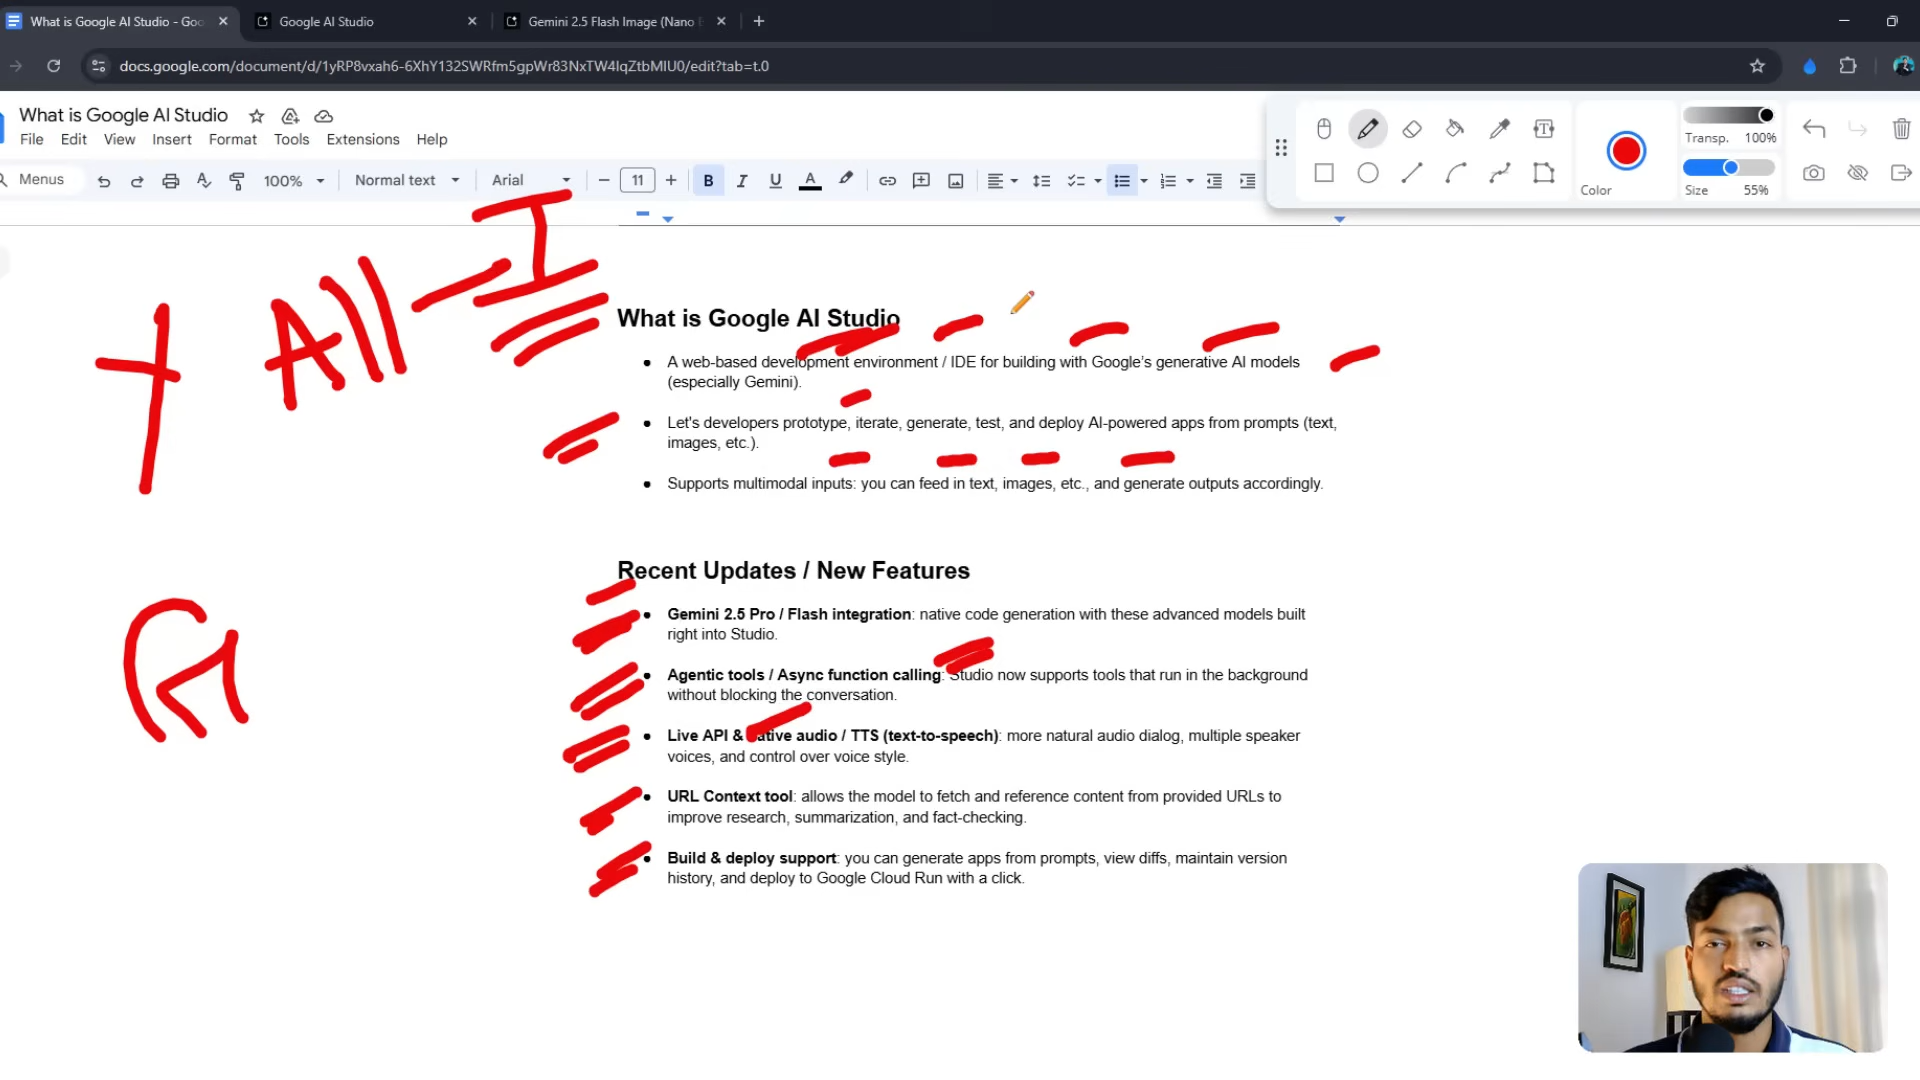 What is Google AI Studio - Goo
Google AI Studio
Gemini 2.5 Flash Image (Nano
docs.google.com/document/d/1yRP8vxah6-6XhY132SWRfm5gpWr83NxTW4lqZtbMlU0/edit?tab=t.0
What is Google AI Studio
File Edit View Insert Format Tools Extensions Help
Menus 100% Normal text Arial 11 B I U A
Transp. 100%
Color Size 55%
All - I
What is Google AI Studio
A web-based development environment / IDE for building with Google's generative AI models
(especially Gemini).
Let's developers prototype, iterate, generate, test, and deploy AI-powered apps from prompts (text,
images, etc.).
Supports multimodal inputs: you can feed in text, images, etc., and generate outputs accordingly.
Recent Updates / New Features
Gemini 2.5 Pro / Flash integration: native code generation with these advanced models built
right into Studio.
Agentic tools / Async function calling: Studio now supports tools that run in the background
without blocking the conversation.
Live API & native audio / TTS (text-to-speech): more natural audio dialog, multiple speaker
voices, and control over voice style.
URL Context tool: allows the model to fetch and reference content from provided URLs to
improve research, summarization, and fact-checking.
Build & deploy support: you can generate apps from prompts, view diffs, maintain version
history, and deploy to Google Cloud Run with a click.